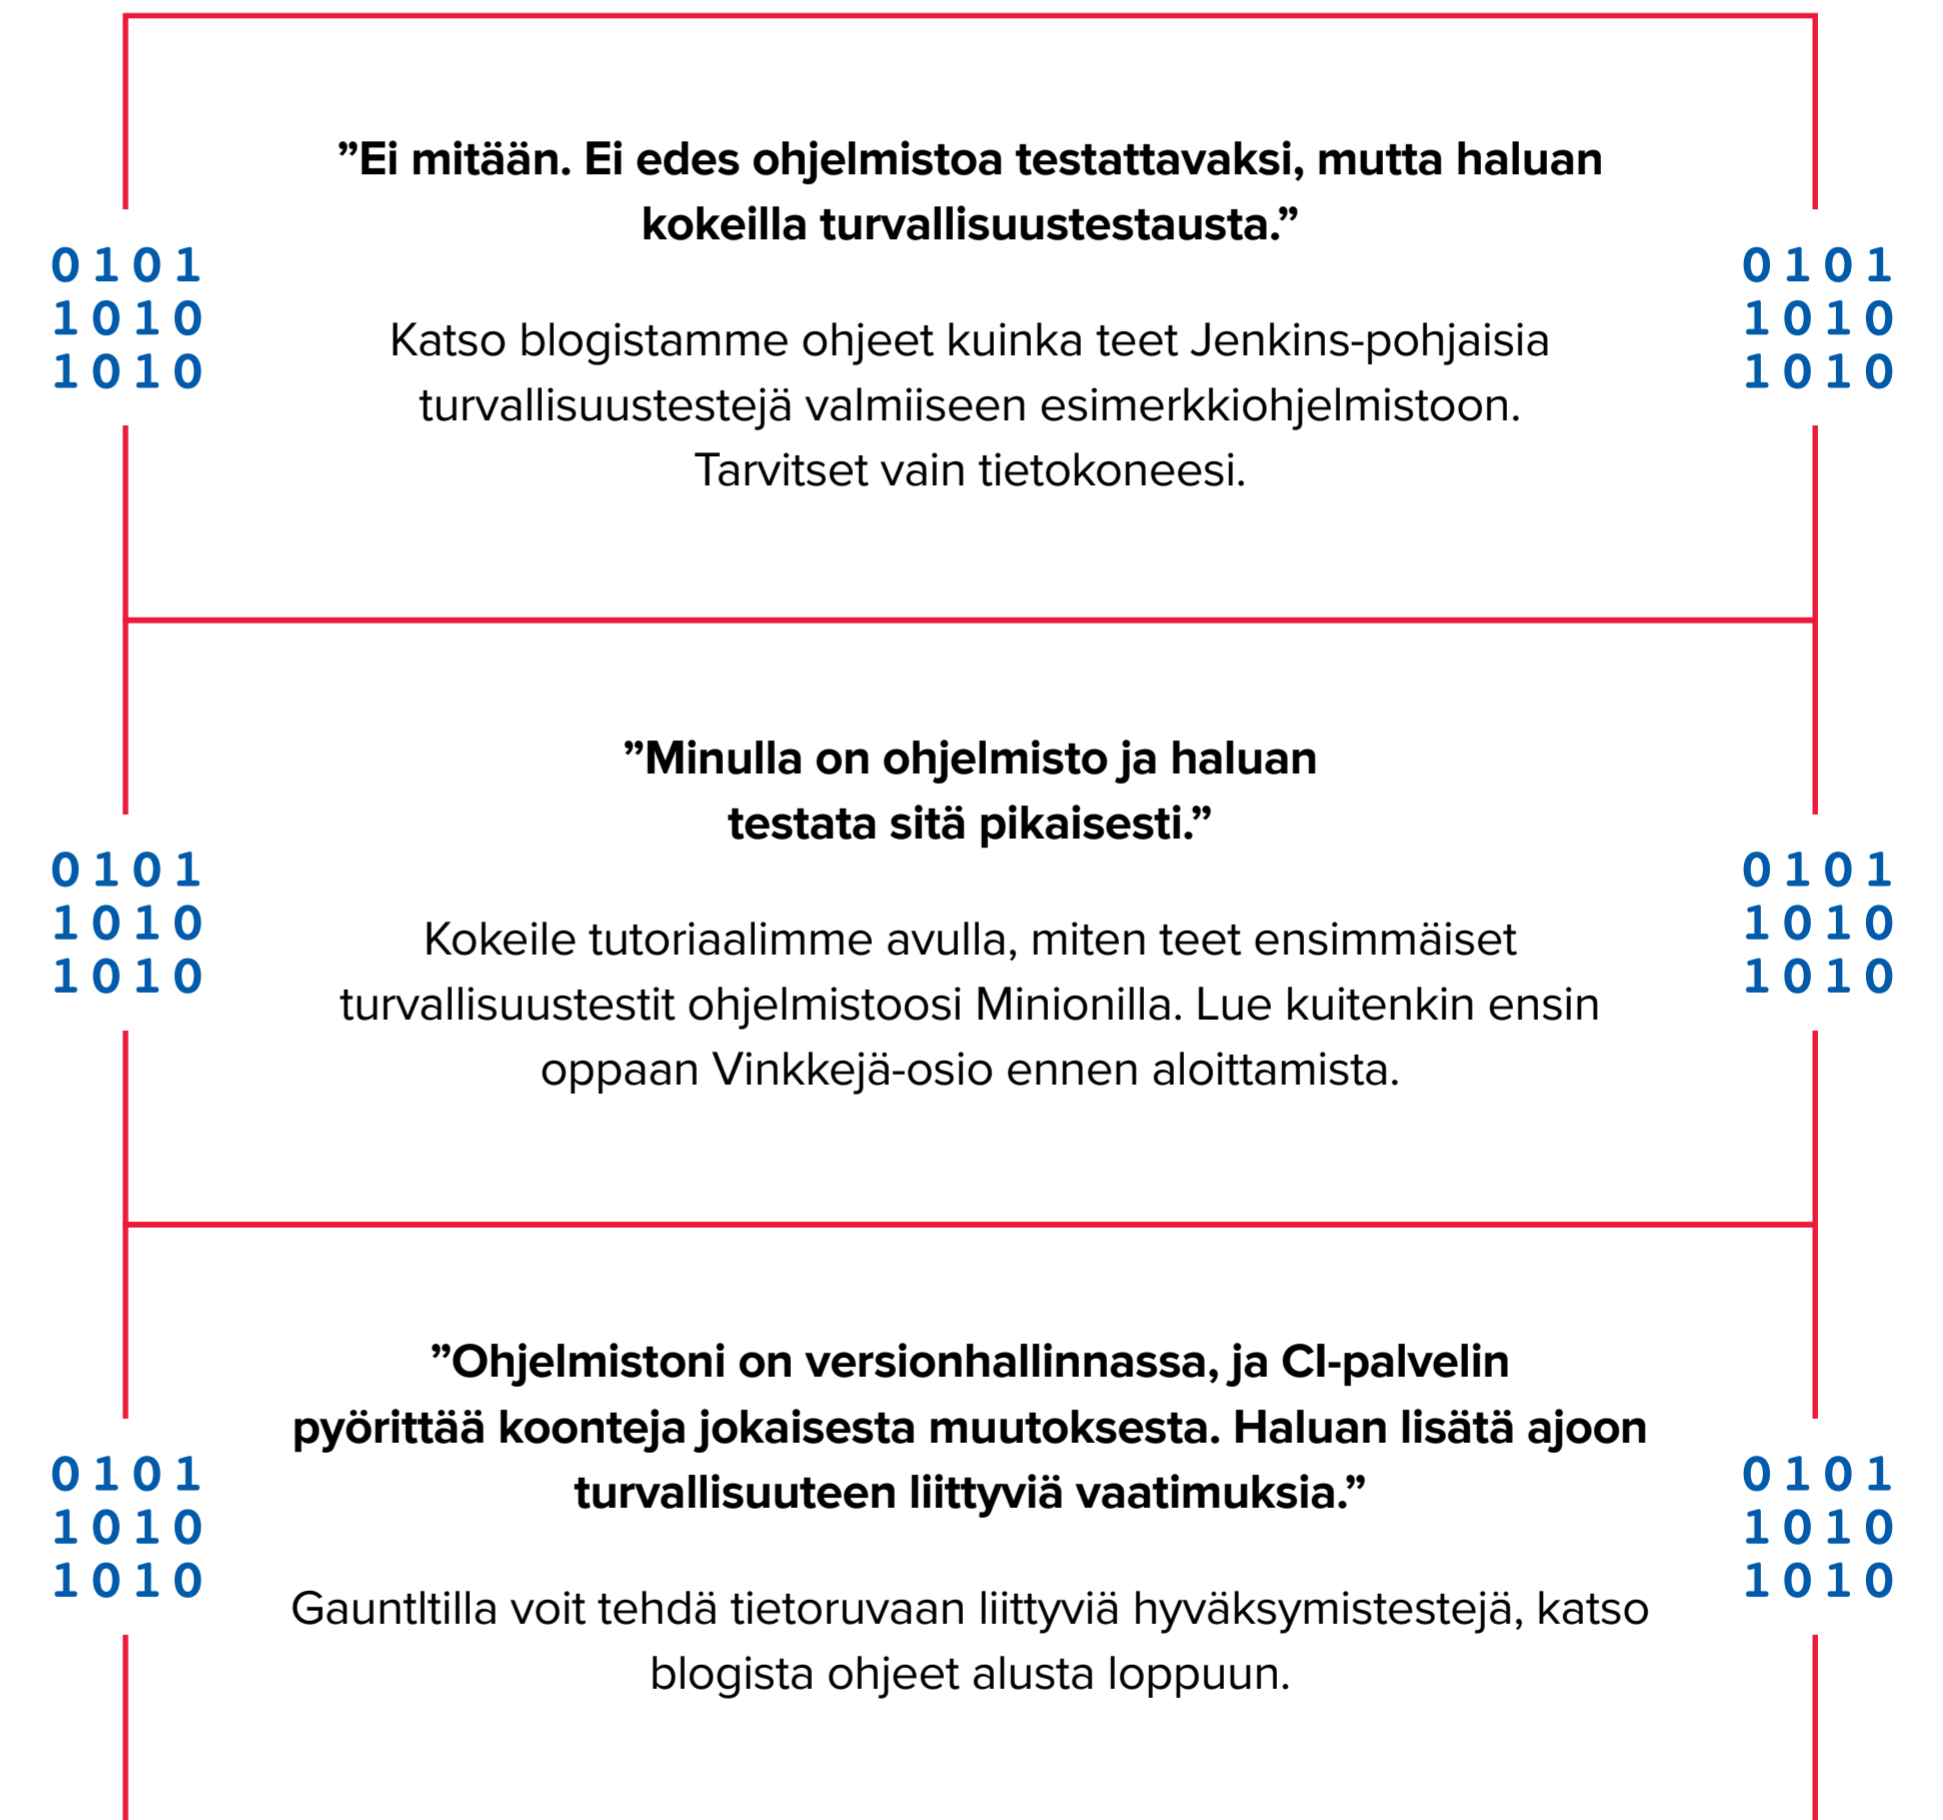 ”Ei mitään. Ei edes ohjelmistoa testattavaksi, mutta haluan
kokeilla turvallisuustestausta.”
0101
1010
1010
0101
1010
1010
Katso blogistamme ohjeet kuinka teet Jenkins-pohjaisia
turvallisuustestejä valmiiseen esimerkkiohjelmistoon.
Tarvitset vain tietokoneesi.
”Minulla on ohjelmisto ja haluan
testata sitä pikaisesti.”
0101
1010
1010
0101
1010
1010
Kokeile tutoriaalimme avulla, miten teet ensimmäiset
turvallisuustestit ohjelmistoosi Minionilla. Lue kuitenkin ensin
oppaan Vinkkejä-osio ennen aloittamista.
”Ohjelmistoni on versionhallinnassa, ja CI-palvelin
pyörittää koonteja jokaisesta muutoksesta. Haluan lisätä ajoon
turvallisuuteen liittyviä vaatimuksia.”
0101
1010
1010
0101
1010
1010
Gauntltilla voit tehdä tietoruvaan liittyviä hyväksymistestejä, katso
blogista ohjeet alusta loppuun.